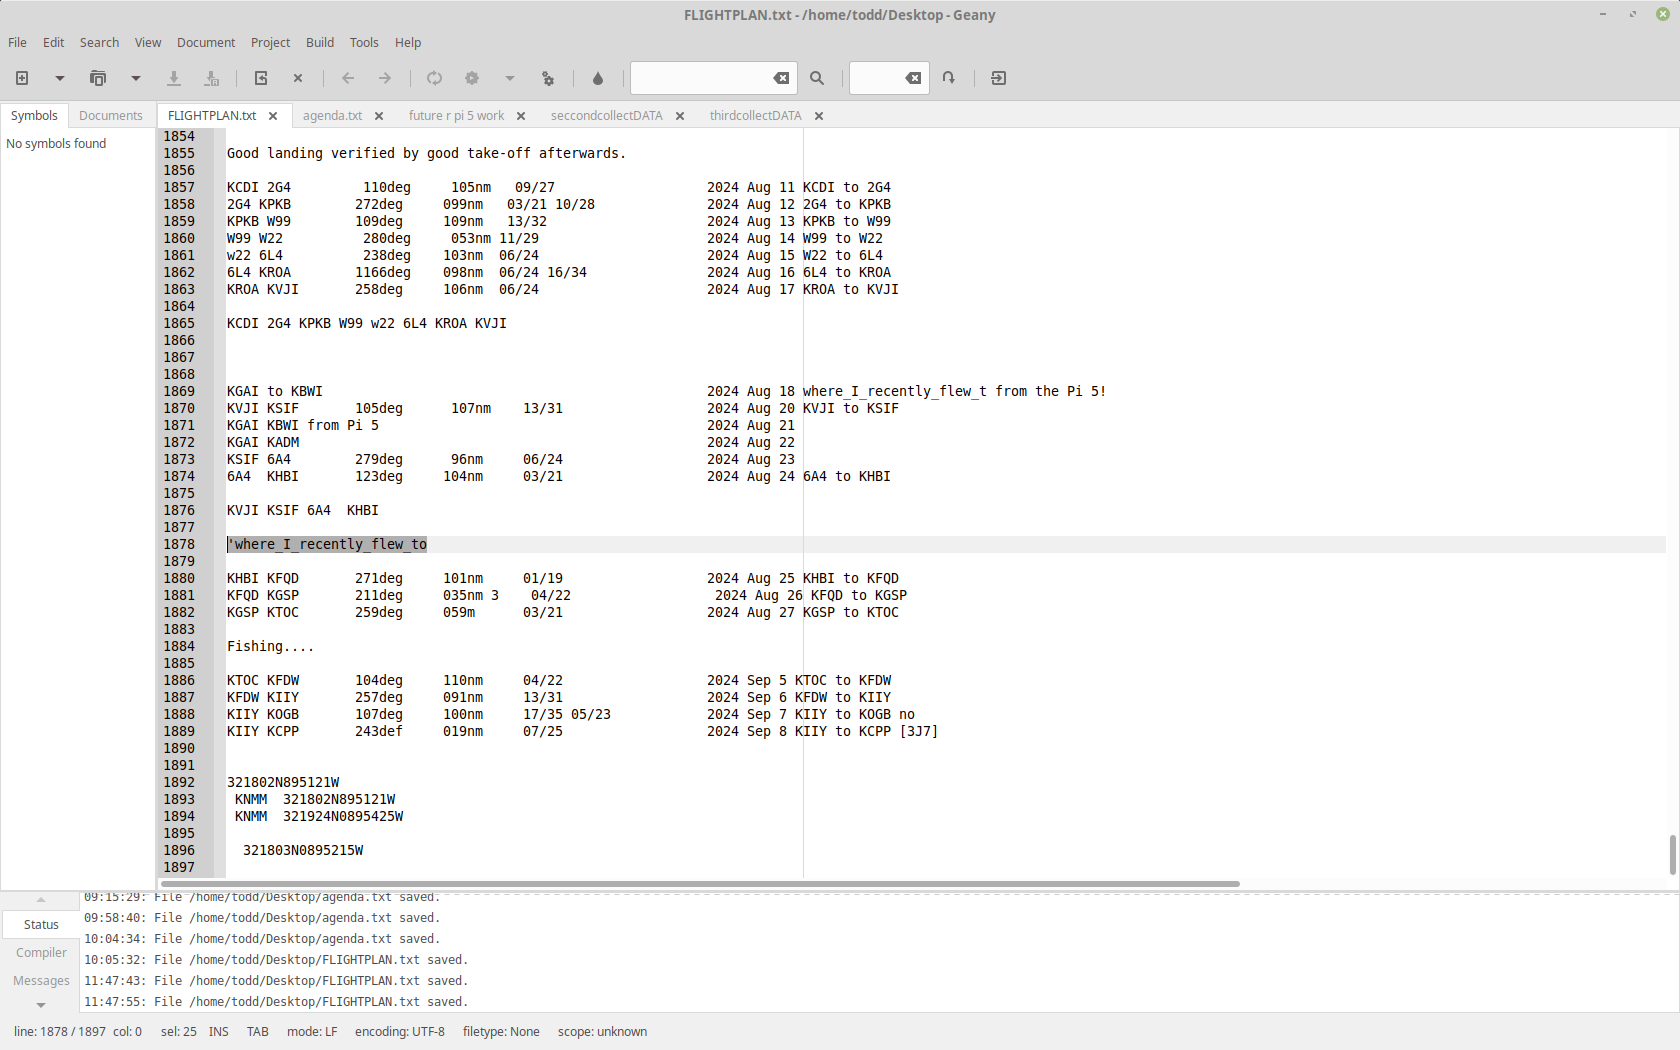 FLIGHTPLAN.txt - /home/todd/Desktop - Geany
File Edit Search View Document Project Build Tools Help
Symbols Documents FLIGHTPLAN.txt agenda.txt future r pi 5 work seccondcollectDATA thirdcollectDATA
No symbols found
1854
1855 Good landing verified by good take-off afterwards.
1856
1857 KCDI 2G4 110deg 105nm 09/27 2024 Aug 11 KCDI to 2G4
1858 2G4 KPKB 272deg 099nm 03/21 10/28 2024 Aug 12 2G4 to KPKB
1859 KPKB W99 109deg 109nm 13/32 2024 Aug 13 KPKB to W99
1860 W99 W22 280deg 053nm 11/29 2024 Aug 14 W99 to W22
1861 w22 6L4 238deg 103nm 06/24 2024 Aug 15 W22 to 6L4
1862 6L4 KROA 1166deg 098nm 06/24 16/34 2024 Aug 16 6L4 to KROA
1863 KROA KVJI 258deg 106nm 06/24 2024 Aug 17 KROA to KVJI
1864
1865 KCDI 2G4 KPKB W99 w22 6L4 KROA KVJI
1866
1867
1868
1869 KGAI to KBWI 2024 Aug 18 where_I_recently_flew_t from the Pi 5!
1870 KVJI KSIF 105deg 107nm 13/31 2024 Aug 20 KVJI to KSIF
1871 KGAI KBWI from Pi 5 2024 Aug 21
1872 KGAI KADM 2024 Aug 22
1873 KSIF 6A4 279deg 96nm 06/24 2024 Aug 23
1874 6A4 KHBI 123deg 104nm 03/21 2024 Aug 24 6A4 to KHBI
1875
1876 KVJI KSIF 6A4 KHBI
1877
1878 'where_I_recently_flew_to
1879
1880 KHBI KFQD 271deg 101nm 01/19 2024 Aug 25 KHBI to KFQD
1881 KFQD KGSP 211deg 035nm 3 04/22 2024 Aug 26 KFQD to KGSP
1882 KGSP KTOC 259deg 059m 03/21 2024 Aug 27 KGSP to KTOC
1883
1884 Fishing....
1885
1886 KTOC KFDW 104deg 110nm 04/22 2024 Sep 5 KTOC to KFDW
1887 KFDW KIIY 257deg 091nm 13/31 2024 Sep 6 KFDW to KIIY
1888 KIIY KOGB 107deg 100nm 17/35 05/23 2024 Sep 7 KIIY to KOGB no
1889 KIIY KCPP 243def 019nm 07/25 2024 Sep 8 KIIY to KCPP [3J7]
1890
1891
1892 321802N895121W
1893 KNMM 321802N895121W
1894 KNMM 321924N0895425W
1895
1896 321803N0895215W
1897
09:15:29: File /home/todd/Desktop/agenda.txt saved.
Status 09:58:40: File /home/todd/Desktop/agenda.txt saved.
10:04:34: File /home/todd/Desktop/agenda.txt saved.
Compiler 10:05:32: File /home/todd/Desktop/FLIGHTPLAN.txt saved.
Messages 11:47:43: File /home/todd/Desktop/FLIGHTPLAN.txt saved.
11:47:55: File /home/todd/Desktop/FLIGHTPLAN.txt saved.
line: 1878 / 1897 col: 0 sel: 25 INS TAB mode: LF encoding: UTF-8 filetype: None scope: unknown